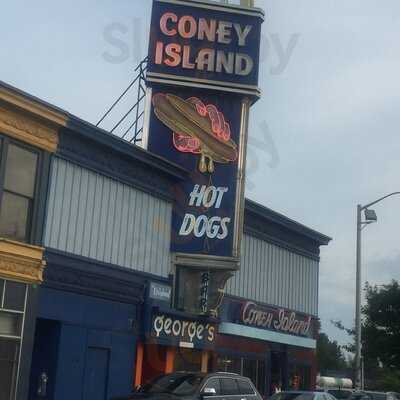 CONEY
ISLAND
HOT
DOGS
george's
CONEY ISLAND